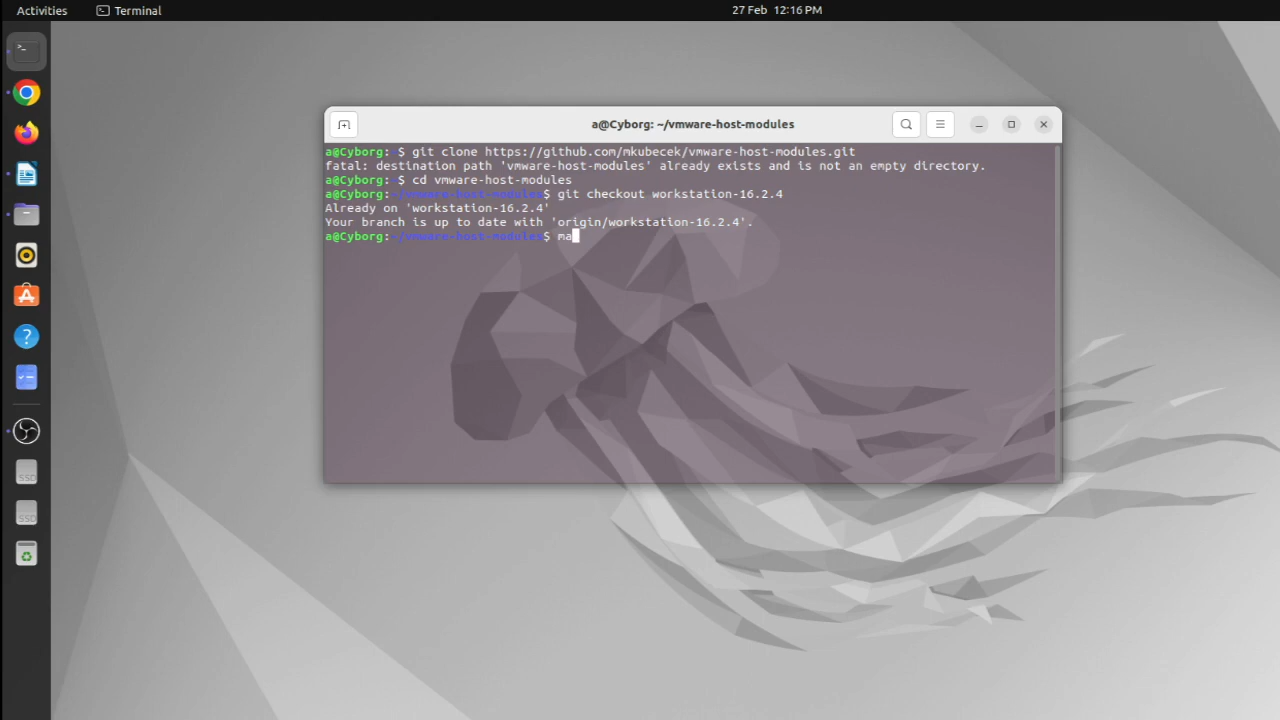 Activities
Terminal
27 Feb 12:16 PM
a@Cyborg: ~/vmware-host-modules
a@Cyborg:~$ git clone https://github.com/mkubecek/vmware-host-modules.git
fatal: destination path 'vmware-host-modules' already exists and is not an empty directory.
a@Cyborg:~$ cd vmware-host-modules
a@Cyborg:~/vmware-host-modules$ git checkout workstation-16.2.4
Already on 'workstation-16.2.4'
Your branch is up to date with 'origin/workstation-16.2.4'.
a@Cyborg:~/vmware-host-modules$ ma
SSD
SSD